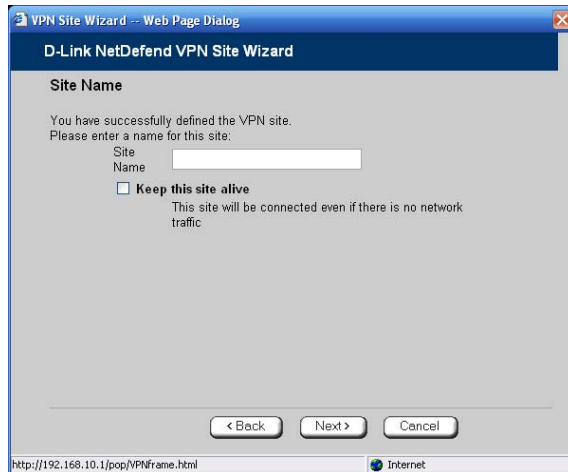 VPN Site Wizard -- Web Page Dialog
D-Link NetDefend VPN Site Wizard
Site Name
You have successfully defined the VPN site.
Please enter a name for this site:
Site
Name
Keep this site alive
This site will be connected even if there is no network
traffic
< Back Next > Cancel
http://192.168.10.1/pop/VPNframe.html Internet